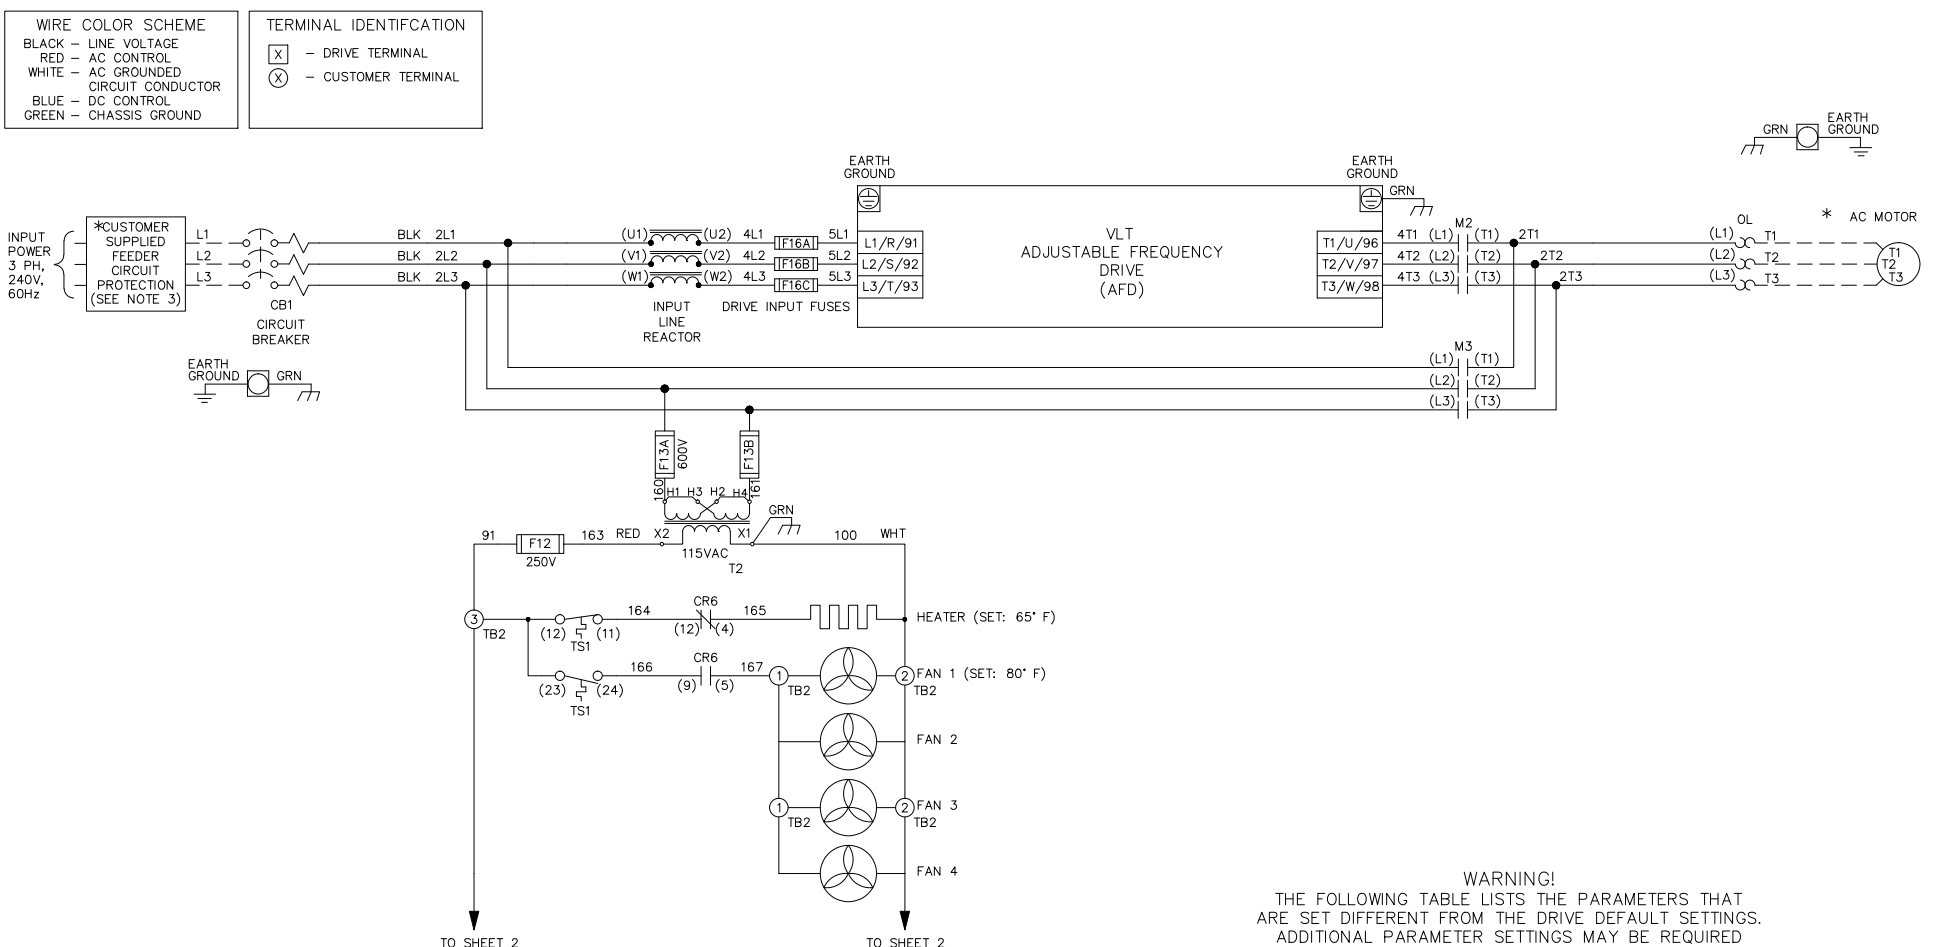 WIRE COLOR SCHEME
BLACK – LINE VOLTAGE
RED – AC CONTROL
WHITE – AC GROUNDED
CIRCUIT CONDUCTOR
BLUE – DC CONTROL
GREEN – CHASSIS GROUND
TERMINAL IDENTIFCATION
X – DRIVE TERMINAL
X – CUSTOMER TERMINAL
INPUT
POWER
3 PH,
240V,
60Hz
*CUSTOMER
SUPPLIED
FEEDER
CIRCUIT
PROTECTION
(SEE NOTE 3)
L1
L2
L3
CB1
CIRCUIT
BREAKER
EARTH
GROUND
GRN
BLK 2L1
BLK 2L2
BLK 2L3
(U1) (U2) 4L1 F16A 5L1
(V1) (V2) 4L2 F16B 5L2
(W1) (W2) 4L3 F16C 5L3
INPUT
LINE
REACTOR
DRIVE INPUT FUSES
EARTH
GROUND
L1/R/91
L2/S/92
L3/T/93
VLT
ADJUSTABLE FREQUENCY
DRIVE
(AFD)
EARTH
GROUND
GRN
T1/U/96
T2/V/97
T3/W/98
M2
4T1 (L1) (T1) 2T1
4T2 (L2) (T2) 2T2
4T3 (L3) (T3) 2T3
M3
(L1) (T1)
(L2) (T2)
(L3) (T3)
GRN
EARTH
GROUND
OL
* AC MOTOR
(L1) T1
(L2) T2
(L3) T3
T1
T2
T3
F13A
600V
F13B
160
161
H1 H3 H2 H4
GRN
91
F12
250V
163 RED X2
X1
115VAC
T2
100 WHT
3
TB2
(12) (11)
TS1
164
CR6
(12) (4)
165
HEATER (SET: 65° F)
(23) (24)
TS1
166
CR6
(9) (5)
167
1
TB2
2
TB2
FAN 1 (SET: 80° F)
FAN 2
1
TB2
2
TB2
FAN 3
FAN 4
TO SHEET 2
TO SHEET 2
WARNING!
THE FOLLOWING TABLE LISTS THE PARAMETERS THAT
ARE SET DIFFERENT FROM THE DRIVE DEFAULT SETTINGS.
ADDITIONAL PARAMETER SETTINGS MAY BE REQUIRED